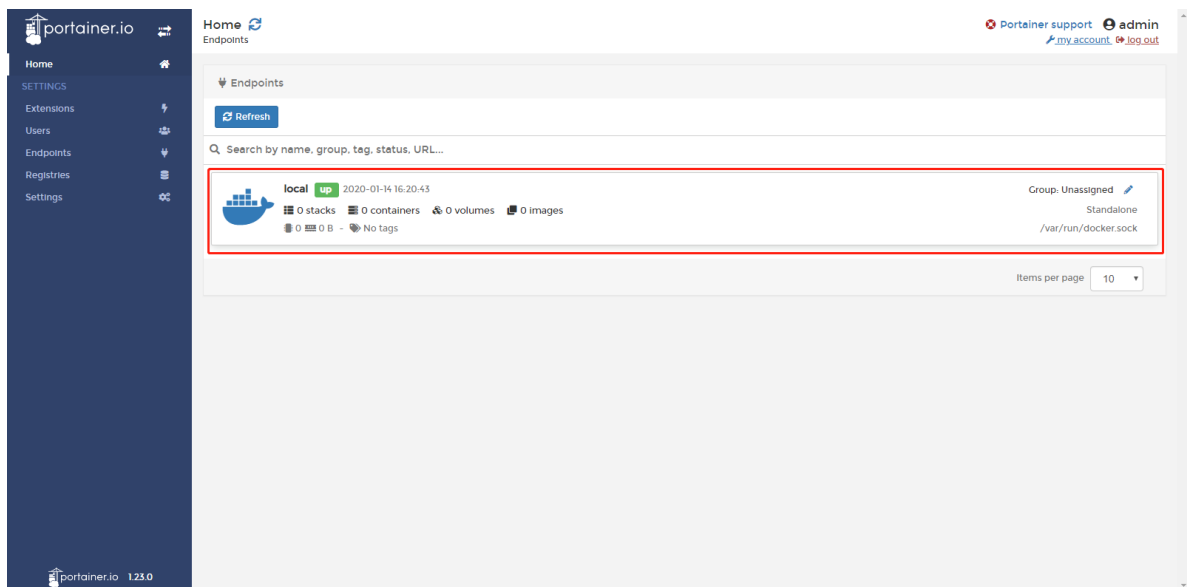 portainer.io
Home
SETTINGS
Extensions
Users
Endpoints
Registries
Settings
portainer.io 1.23.0
Home
Endpoints
Portainer support admin
my account log out
Endpoints
Refresh
Search by name, group, tag, status, URL...
local up 2020-01-14 16:20:43
Group: Unassigned
0 stacks 0 containers 0 volumes 0 images
Standalone
0 0 B - No tags
/var/run/docker.sock
Items per page 10